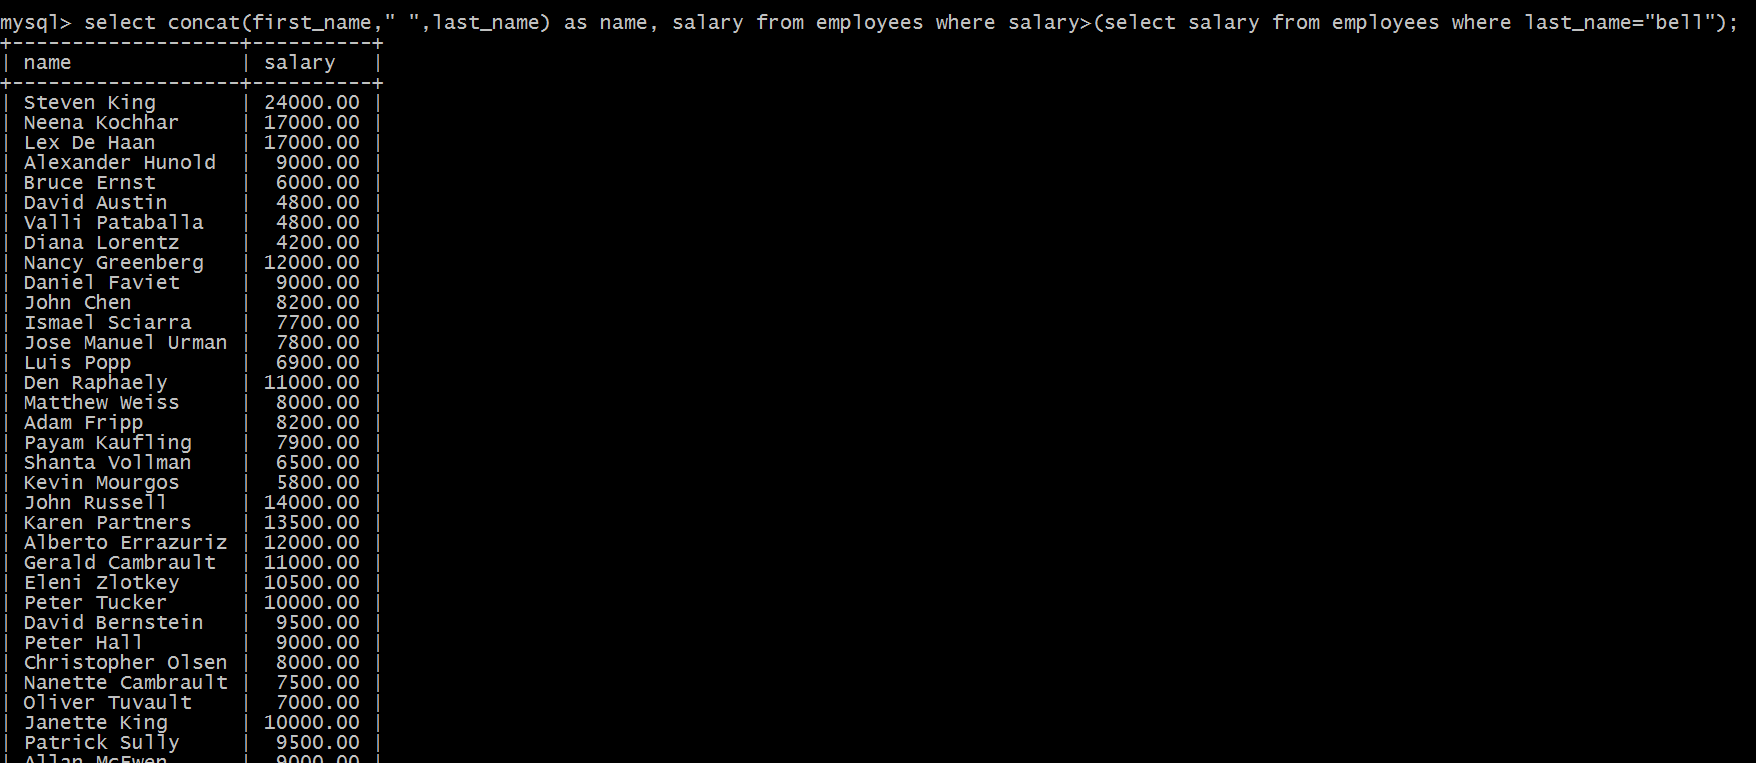 mysql> select concat(first_name," ",last_name) as name, salary from employees where salary>(select salary from employees where last_name="bell");
+-------------------+----------+
| name              | salary   |
+-------------------+----------+
| Steven King       | 24000.00 |
| Neena Kochhar     | 17000.00 |
| Lex De Haan       | 17000.00 |
| Alexander Hunold  |  9000.00 |
| Bruce Ernst       |  6000.00 |
| David Austin      |  4800.00 |
| Valli Pataballa   |  4800.00 |
| Diana Lorentz     |  4200.00 |
| Nancy Greenberg   | 12000.00 |
| Daniel Faviet     |  9000.00 |
| John Chen         |  8200.00 |
| Ismael Sciarra    |  7700.00 |
| Jose Manuel Urman |  7800.00 |
| Luis Popp         |  6900.00 |
| Den Raphaely      | 11000.00 |
| Matthew Weiss     |  8000.00 |
| Adam Fripp        |  8200.00 |
| Payam Kaufling    |  7900.00 |
| Shanta Vollman    |  6500.00 |
| Kevin Mourgos     |  5800.00 |
| John Russell      | 14000.00 |
| Karen Partners    | 13500.00 |
| Alberto Errazuriz | 12000.00 |
| Gerald Cambrault  | 11000.00 |
| Eleni Zlotkey     | 10500.00 |
| Peter Tucker      | 10000.00 |
| David Bernstein   |  9500.00 |
| Peter Hall        |  9000.00 |
| Christopher Olsen |  8000.00 |
| Nanette Cambrault |  7500.00 |
| Oliver Tuvault    |  7000.00 |
| Janette King      | 10000.00 |
| Patrick Sully     |  9500.00 |
| Allan McEwen      |  9000.00 |